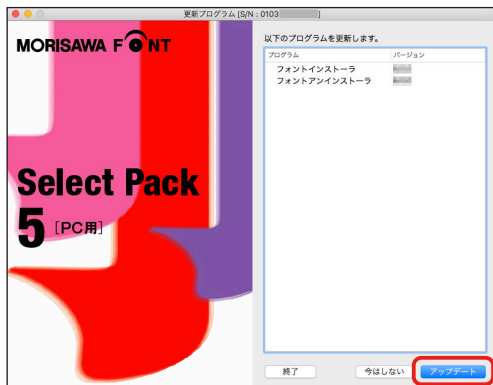 更新プログラム [S/N : 0103 ]
MORISAWA FONT
Select Pack
5 [PC用]
以下のプログラムを更新します。
プログラム バージョン
フォントインストーラ
フォントアンインストーラ
終了 今はしない アップデート